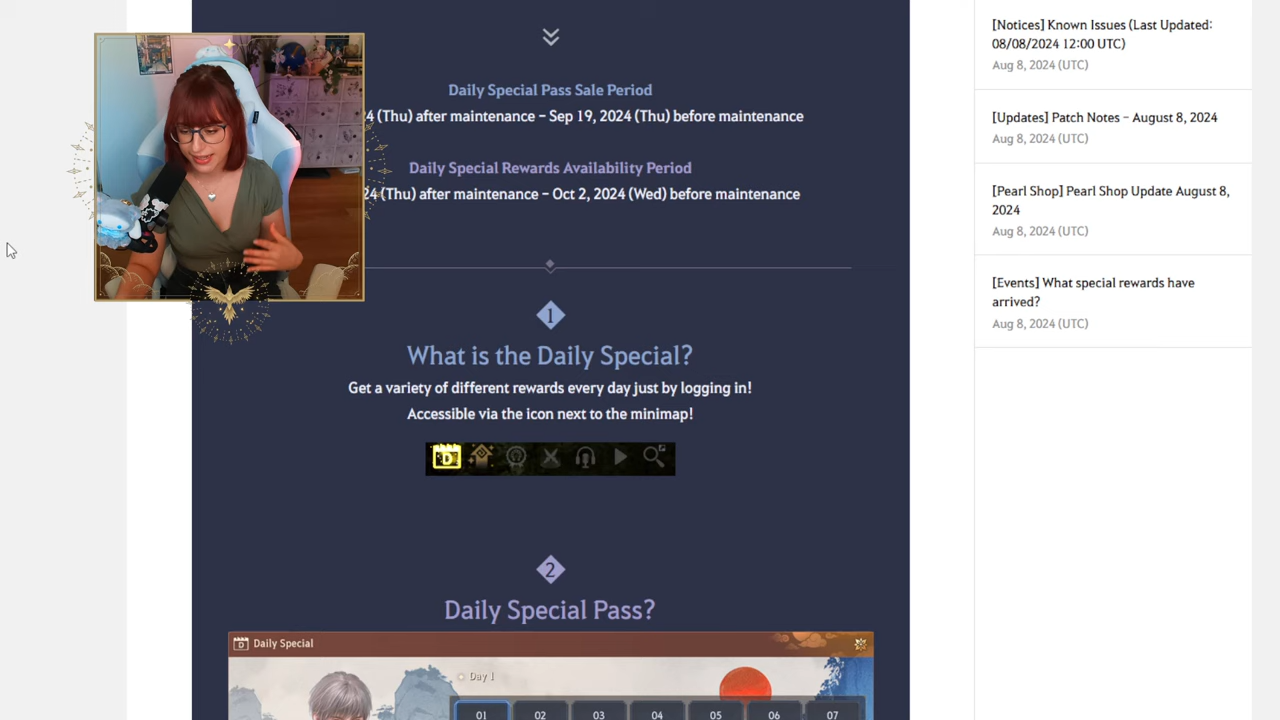 Daily Special Pass Sale Period
4 (Thu) after maintenance – Sep 19, 2024 (Thu) before maintenance
Daily Special Rewards Availability Period
24 (Thu) after maintenance – Oct 2, 2024 (Wed) before maintenance
1
What is the Daily Special?
Get a variety of different rewards every day just by logging in!
Accessible via the icon next to the minimap!
D
2
Daily Special Pass?
D Daily Special
Day 1
01 02 03 04 05 06 07
[Notices] Known Issues (Last Updated:
08/08/2024 12:00 UTC)
Aug 8, 2024 (UTC)
[Updates] Patch Notes – August 8, 2024
Aug 8, 2024 (UTC)
[Pearl Shop] Pearl Shop Update August 8,
2024
Aug 8, 2024 (UTC)
[Events] What special rewards have
arrived?
Aug 8, 2024 (UTC)